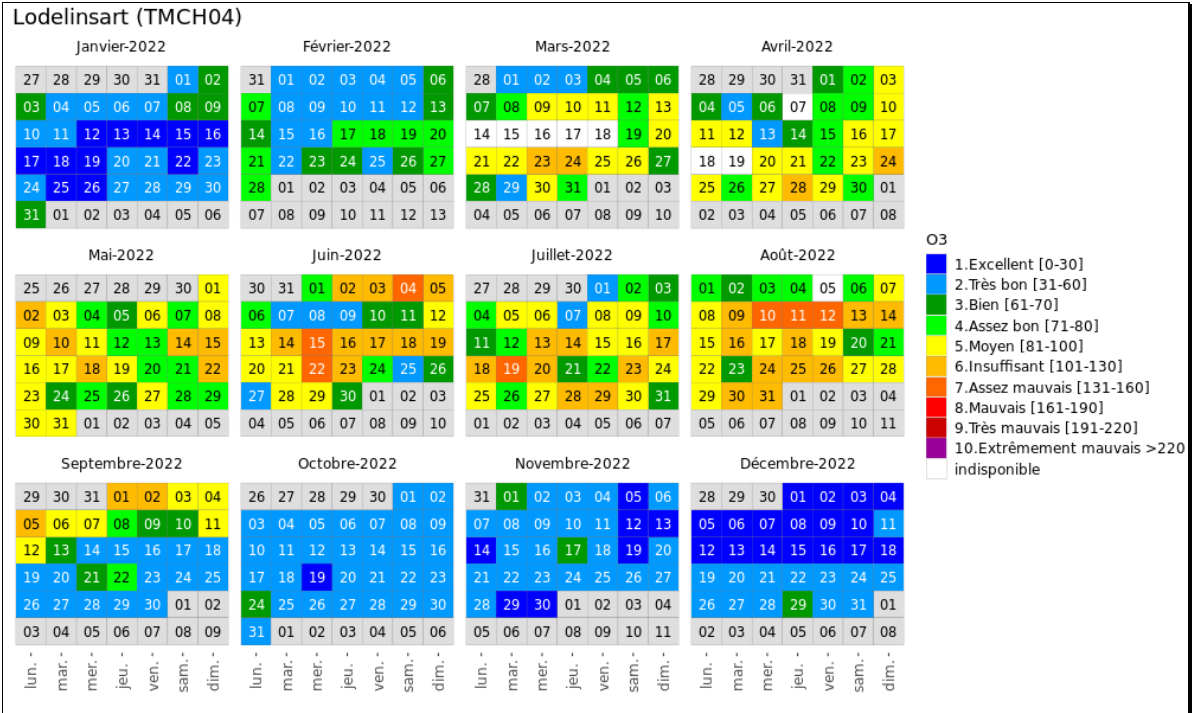 Lodelinsart (TMCH04)
Janvier-2022 Février-2022 Mars-2022 Avril-2022
27 28 29 30 31 01 02 31 01 02 03 04 05 06 28 01 02 03 04 05 06 28 29 30 31 01 02 03
03 04 05 06 07 08 09 07 08 09 10 11 12 13 07 08 09 10 11 12 13 04 05 06 07 08 09 10
10 11 12 13 14 15 16 14 15 16 17 18 19 20 14 15 16 17 18 19 20 11 12 13 14 15 16 17
17 18 19 20 21 22 23 21 22 23 24 25 26 27 21 22 23 24 25 26 27 18 19 20 21 22 23 24
24 25 26 27 28 29 30 28 01 02 03 04 05 06 28 29 30 31 01 02 03 25 26 27 28 29 30 01
31 01 02 03 04 05 06 07 08 09 10 11 12 13 04 05 06 07 08 09 10 02 03 04 05 06 07 08
Mai-2022 Juin-2022 Juillet-2022 Août-2022
25 26 27 28 29 30 01 30 31 01 02 03 04 05 27 28 29 30 01 02 03 01 02 03 04 05 06 07
02 03 04 05 06 07 08 06 07 08 09 10 11 12 04 05 06 07 08 09 10 08 09 10 11 12 13 14
09 10 11 12 13 14 15 13 14 15 16 17 18 19 11 12 13 14 15 16 17 15 16 17 18 19 20 21
16 17 18 19 20 21 22 20 21 22 23 24 25 26 18 19 20 21 22 23 24 22 23 24 25 26 27 28
23 24 25 26 27 28 29 27 28 29 30 01 02 03 25 26 27 28 29 30 31 29 30 31 01 02 03 04
30 31 01 02 03 04 05 04 05 06 07 08 09 10 01 02 03 04 05 06 07 05 06 07 08 09 10 11
Septembre-2022 Octobre-2022 Novembre-2022 Décembre-2022
29 30 31 01 02 03 04 26 27 28 29 30 01 02 31 01 02 03 04 05 06 28 29 30 01 02 03 04
05 06 07 08 09 10 11 03 04 05 06 07 08 09 07 08 09 10 11 12 13 05 06 07 08 09 10 11
12 13 14 15 16 17 18 10 11 12 13 14 15 16 14 15 16 17 18 19 20 12 13 14 15 16 17 18
19 20 21 22 23 24 25 17 18 19 20 21 22 23 21 22 23 24 25 26 27 19 20 21 22 23 24 25
26 27 28 29 30 01 02 24 25 26 27 28 29 30 28 29 30 01 02 03 04 26 27 28 29 30 31 01
03 04 05 06 07 08 09 31 01 02 03 04 05 06 05 06 07 08 09 10 11 02 03 04 05 06 07 08
lun. - mar. - mer. - jeu. - ven. - sam. - dim. - lun. - mar. - mer. - jeu. - ven. - sam. - dim. - lun. - mar. - mer. - jeu. - ven. - sam. - dim. - lun. - mar. - mer. - jeu. - ven. - sam. - dim. -
O3
1.Excellent [0-30]
2.Très bon [31-60]
3.Bien [61-70]
4.Assez bon [71-80]
5.Moyen [81-100]
6.Insuffisant [101-130]
7.Assez mauvais [131-160]
8.Mauvais [161-190]
9.Très mauvais [191-220]
10.Extrêmement mauvais >220
indisponible